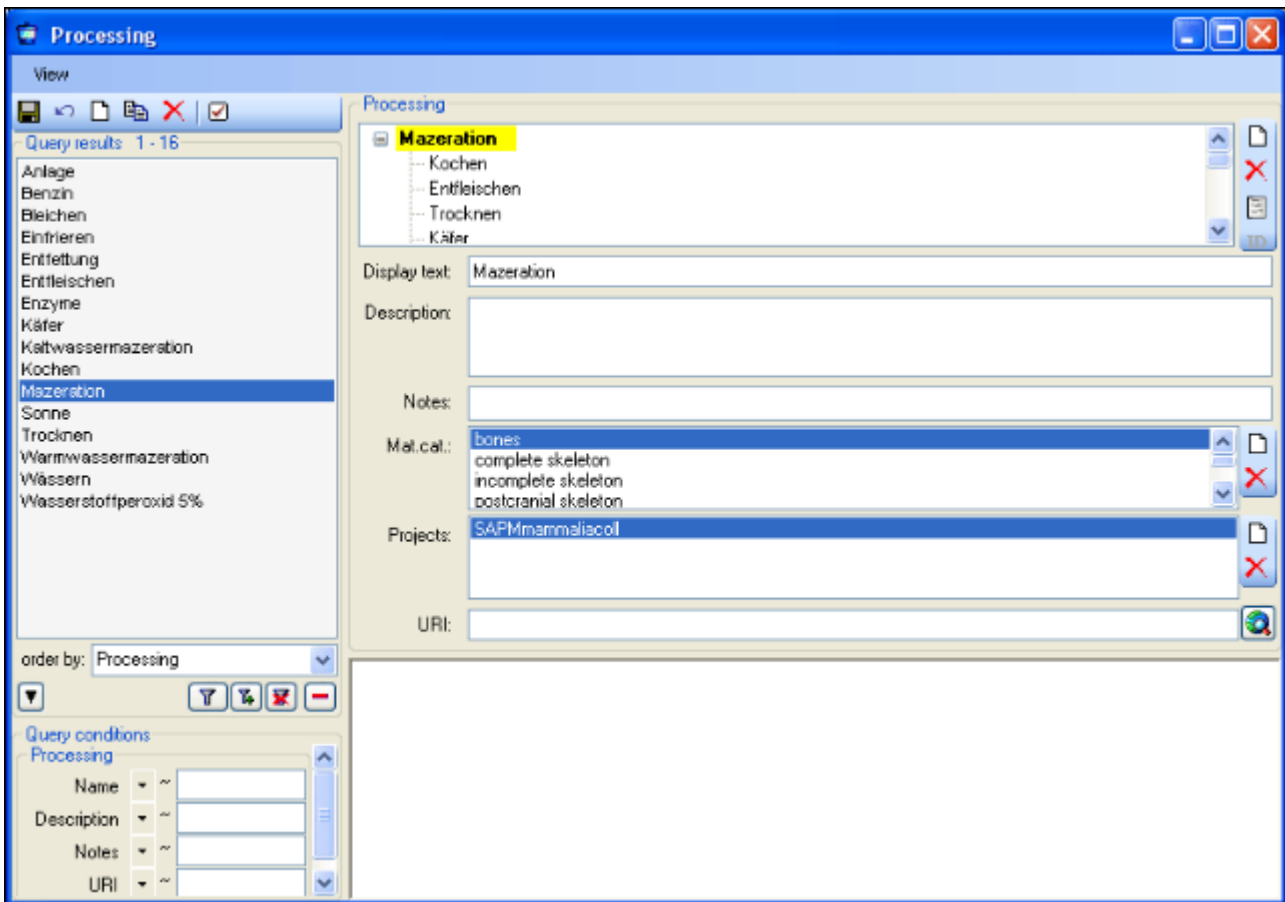 Processing
View
Query results 1 - 16
Anlage
Benzin
Bleichen
Einfrieren
Entfettung
Entfleischen
Enzyme
Käfer
Kaltwassermazeration
Kochen
Mazeration
Sonne
Trocknen
Warmwassermazeration
Wässern
Wasserstoffperoxid 5%
order by: Processing
Query conditions
Processing
Name ~
Description ~
Notes ~
URI ~
Processing
Mazeration
Kochen
Entfleischen
Trocknen
Käfer
ID
Display text: Mazeration
Description:
Notes:
Mat.cat.: bones
complete skeleton
incomplete skeleton
postcranial skeleton
Projects: SAPMmammaliacoll
URI: